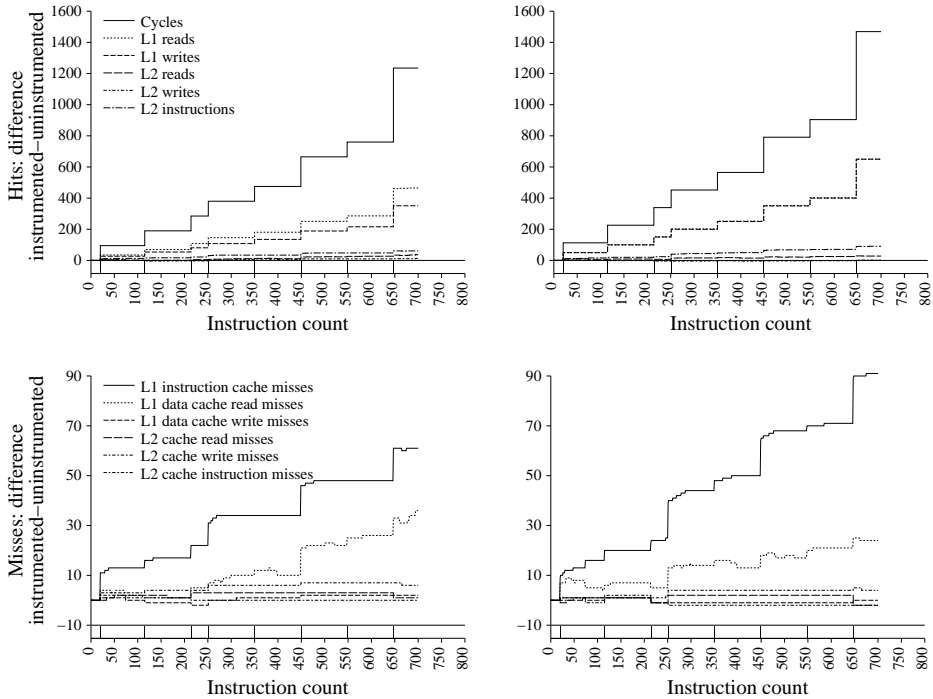 1600
1400
1200
1000
800
600
400
200
0
Hits: difference
instrumented−uninstrumented
Cycles
L1 reads
L1 writes
L2 reads
L2 writes
L2 instructions
0 50 100 150 200 250 300 350 400 450 500 550 600 650 700 750 800
Instruction count
1600
1400
1200
1000
800
600
400
200
0
0 50 100 150 200 250 300 350 400 450 500 550 600 650 700 750 800
Instruction count
90
70
50
30
10
−10
Misses: difference
instrumented−uninstrumented
L1 instruction cache misses
L1 data cache read misses
L1 data cache write misses
L2 cache read misses
L2 cache write misses
L2 cache instruction misses
0 50 100 150 200 250 300 350 400 450 500 550 600 650 700 750 800
Instruction count
90
70
50
30
10
−10
0 50 100 150 200 250 300 350 400 450 500 550 600 650 700 750 800
Instruction count